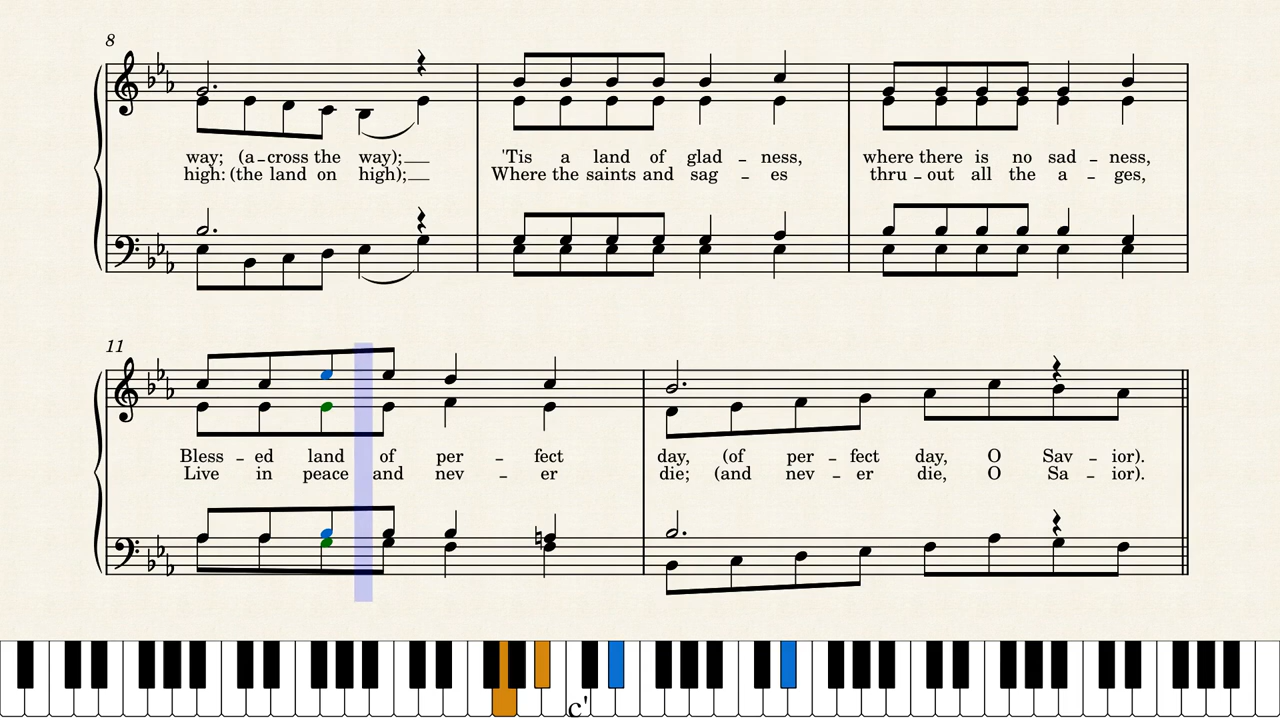 8
way; (a-cross the way);
'Tis a land of glad - ness,
where there is no sad - ness,
high: (the land on high);
Where the saints and sag - es
thru - out all the a - ges,
11
Bless - ed land of per - fect day, (of per - fect day, O Sav - ior).
Live in peace and nev - er die; (and nev - er die, O Sa - ior).
c'